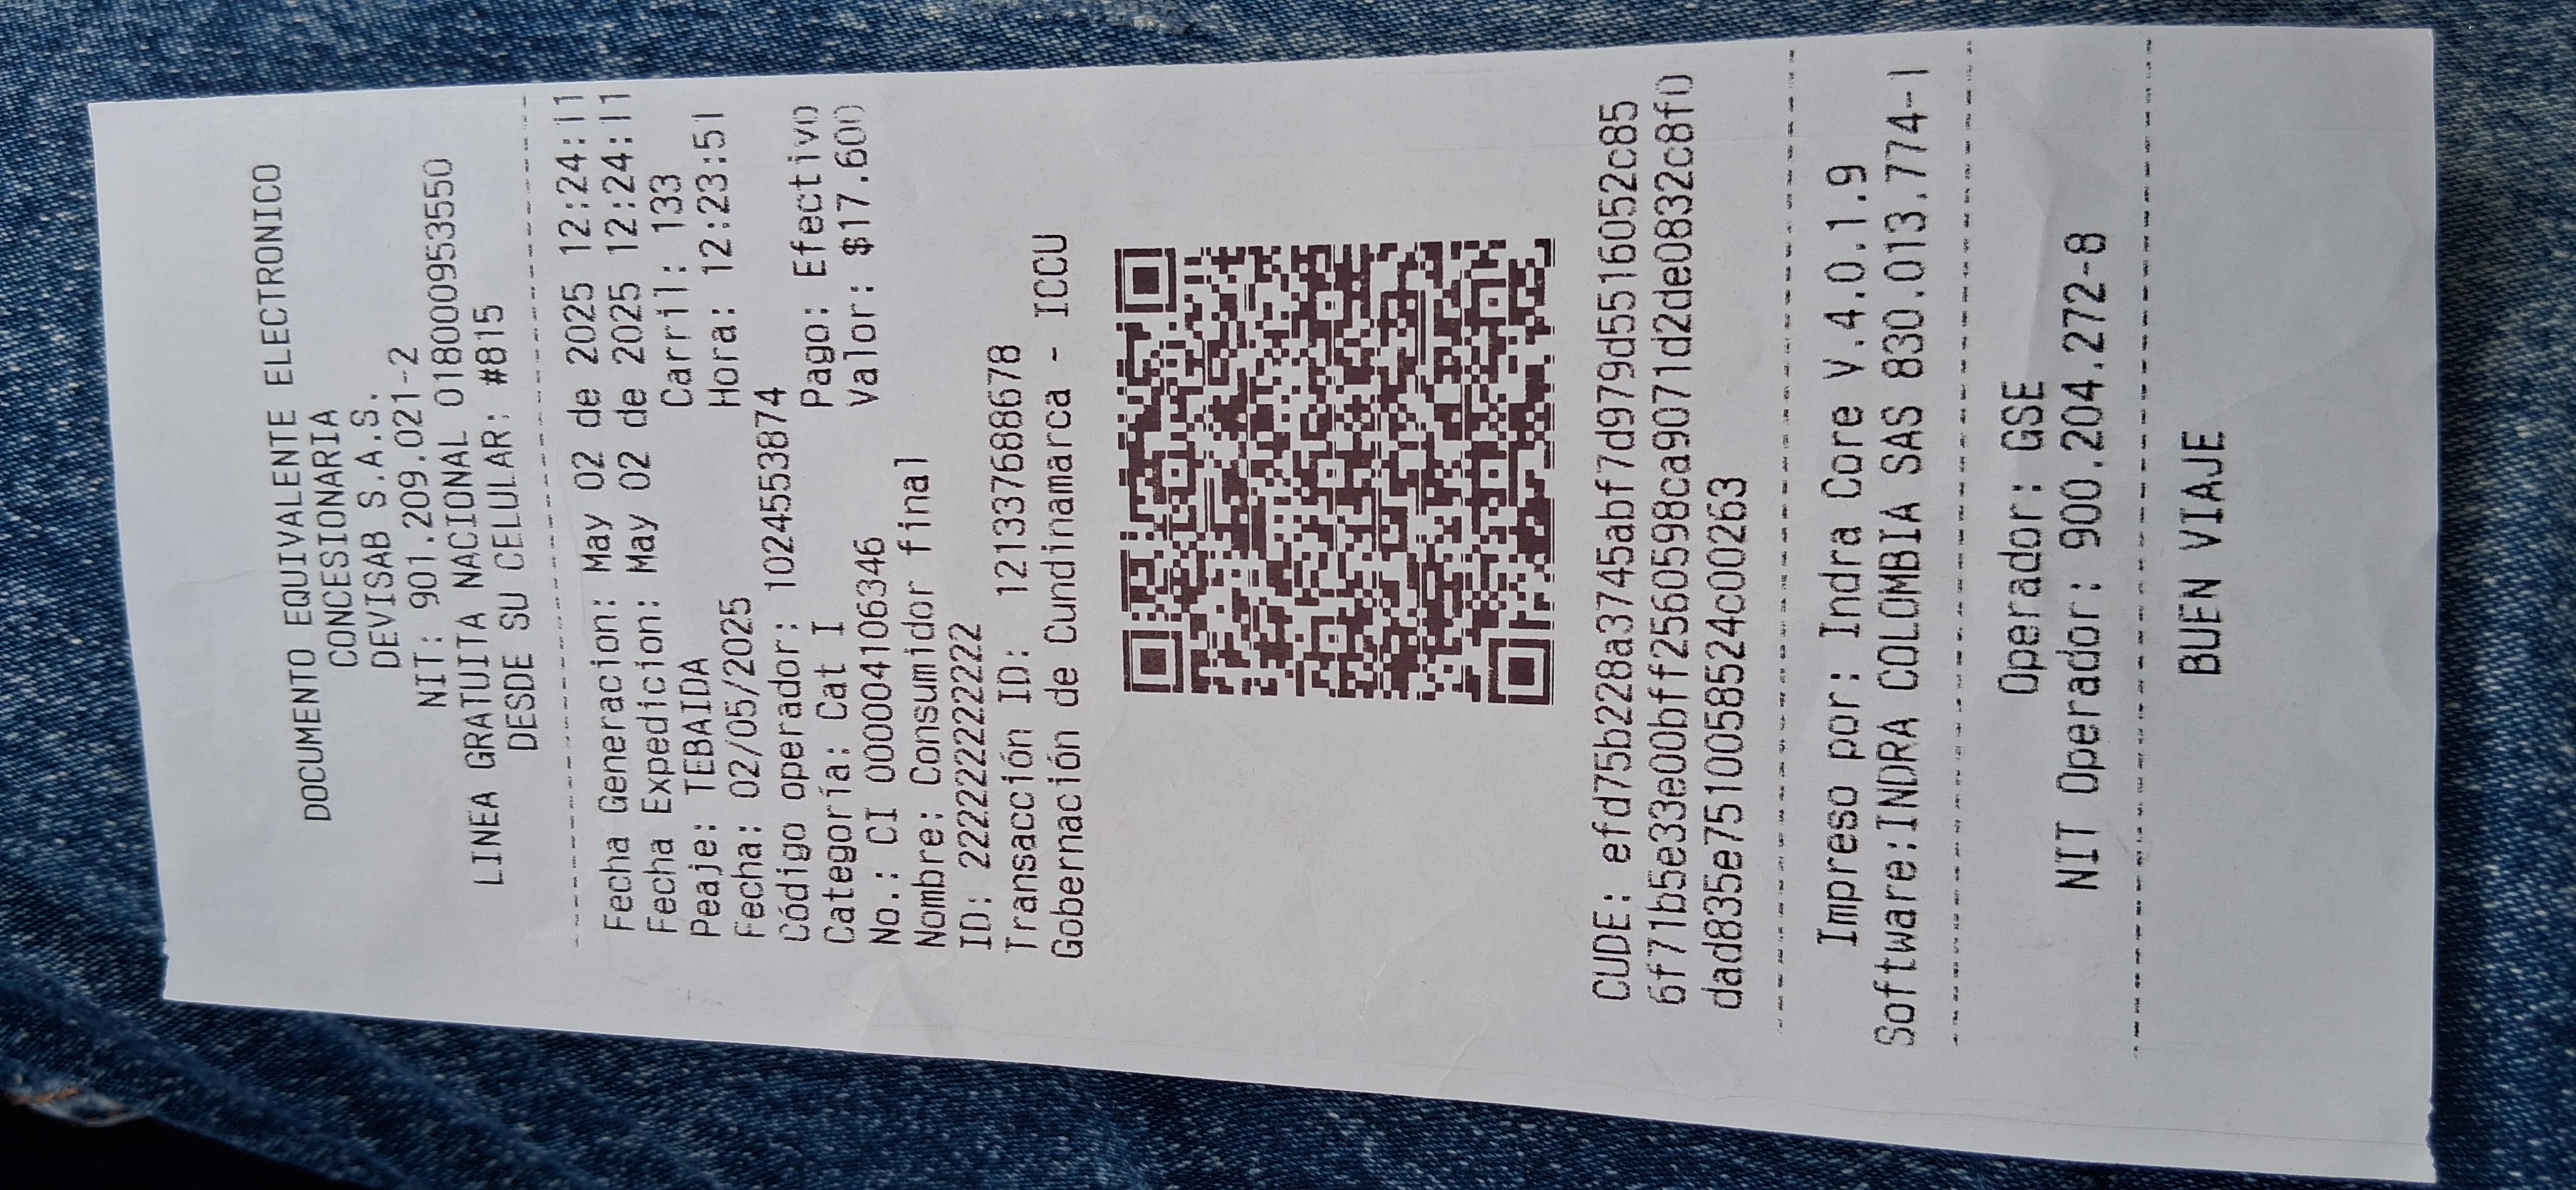 DOCUMENTO EQUIVALENTE ELECTRONICO
CONCESIONARIA
DEVISAB S.A.S.
NIT: 901.209.021-2
LINEA GRATUITA NACIONAL 018000953550
DESDE SU CELULAR: #815
Fecha Generacion: May 02 de 2025 12:24:11
Fecha Expedicion: May 02 de 2025 12:24:11
Peaje: TEBAIDA Carril: 133
Fecha: 02/05/2025 Hora: 12:23:51
Código operador: 1024553874
Categoría: Cat I Pago: Efectivo
No.: CI 000004106346 Valor: $17.600
Nombre: Consumidor final
ID: 222222222222
Transacción ID: 12133768867​8
Gobernación de Cundinamarca - ICCU
CUDE: efd75b228a3745abf7d979d5516052c85
6f71b5e33e00bff2560598ca9071d2de0832c8f0
dad835e7510058524c00263
Impreso por: Indra Core V.4.0.1.9
Software:INDRA COLOMBIA SAS 830.013.774-1
Operador: GSE
NIT Operador: 900.204.272-8
BUEN VIAJE